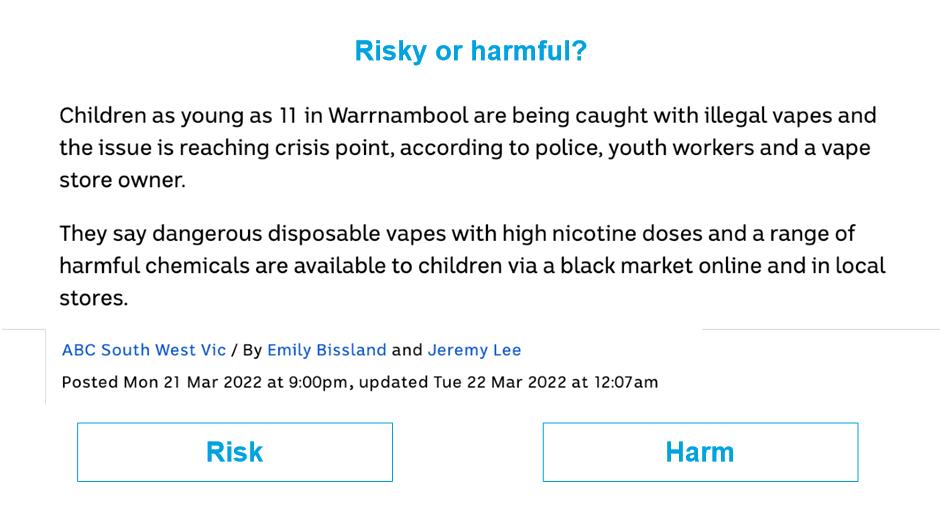 Risky or harmful?
Children as young as 11 in Warrnambool are being caught with illegal vapes and
the issue is reaching crisis point, according to police, youth workers and a vape
store owner.
They say dangerous disposable vapes with high nicotine doses and a range of
harmful chemicals are available to children via a black market online and in local
stores.
ABC South West Vic / By Emily Bissland and Jeremy Lee
Posted Mon 21 Mar 2022 at 9:00pm, updated Tue 22 Mar 2022 at 12:07am
Risk
Harm